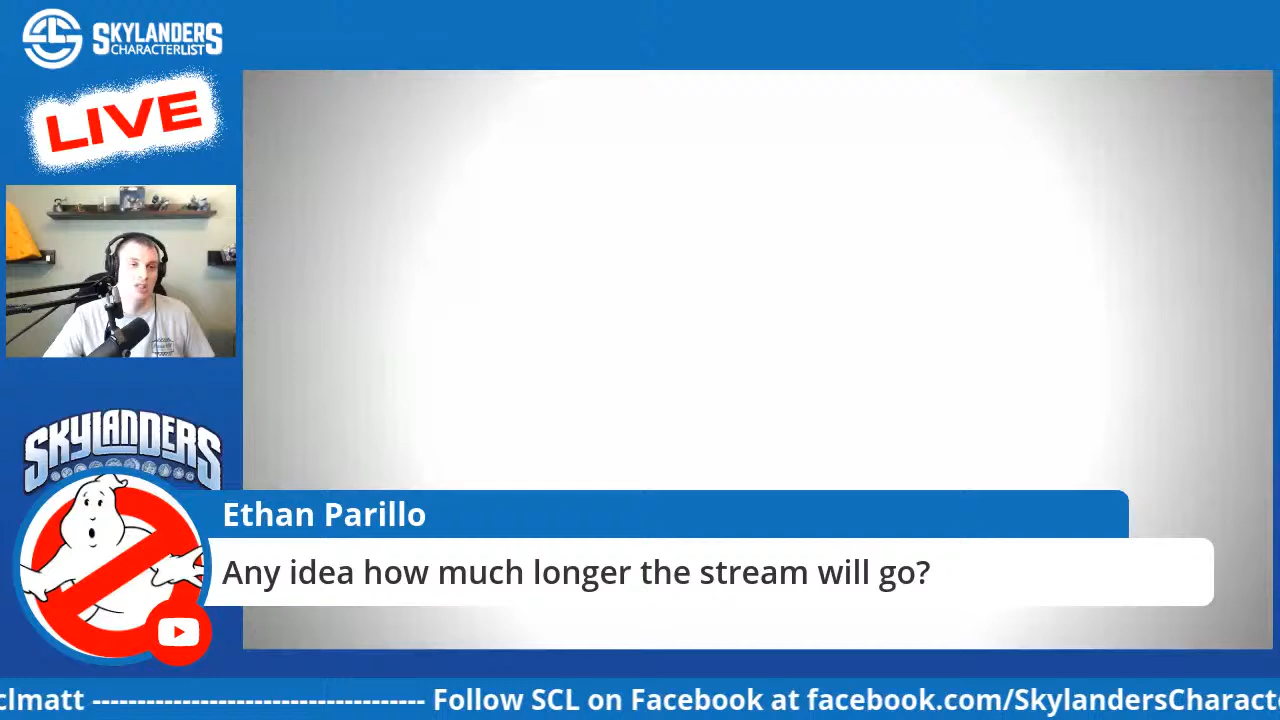 SKYLANDERS
CHARACTERLIST
LIVE
SKYLANDERS
Ethan Parillo
Any idea how much longer the stream will go?
clmatt ------------------------------------ Follow SCL on Facebook at facebook.com/SkylandersCharact